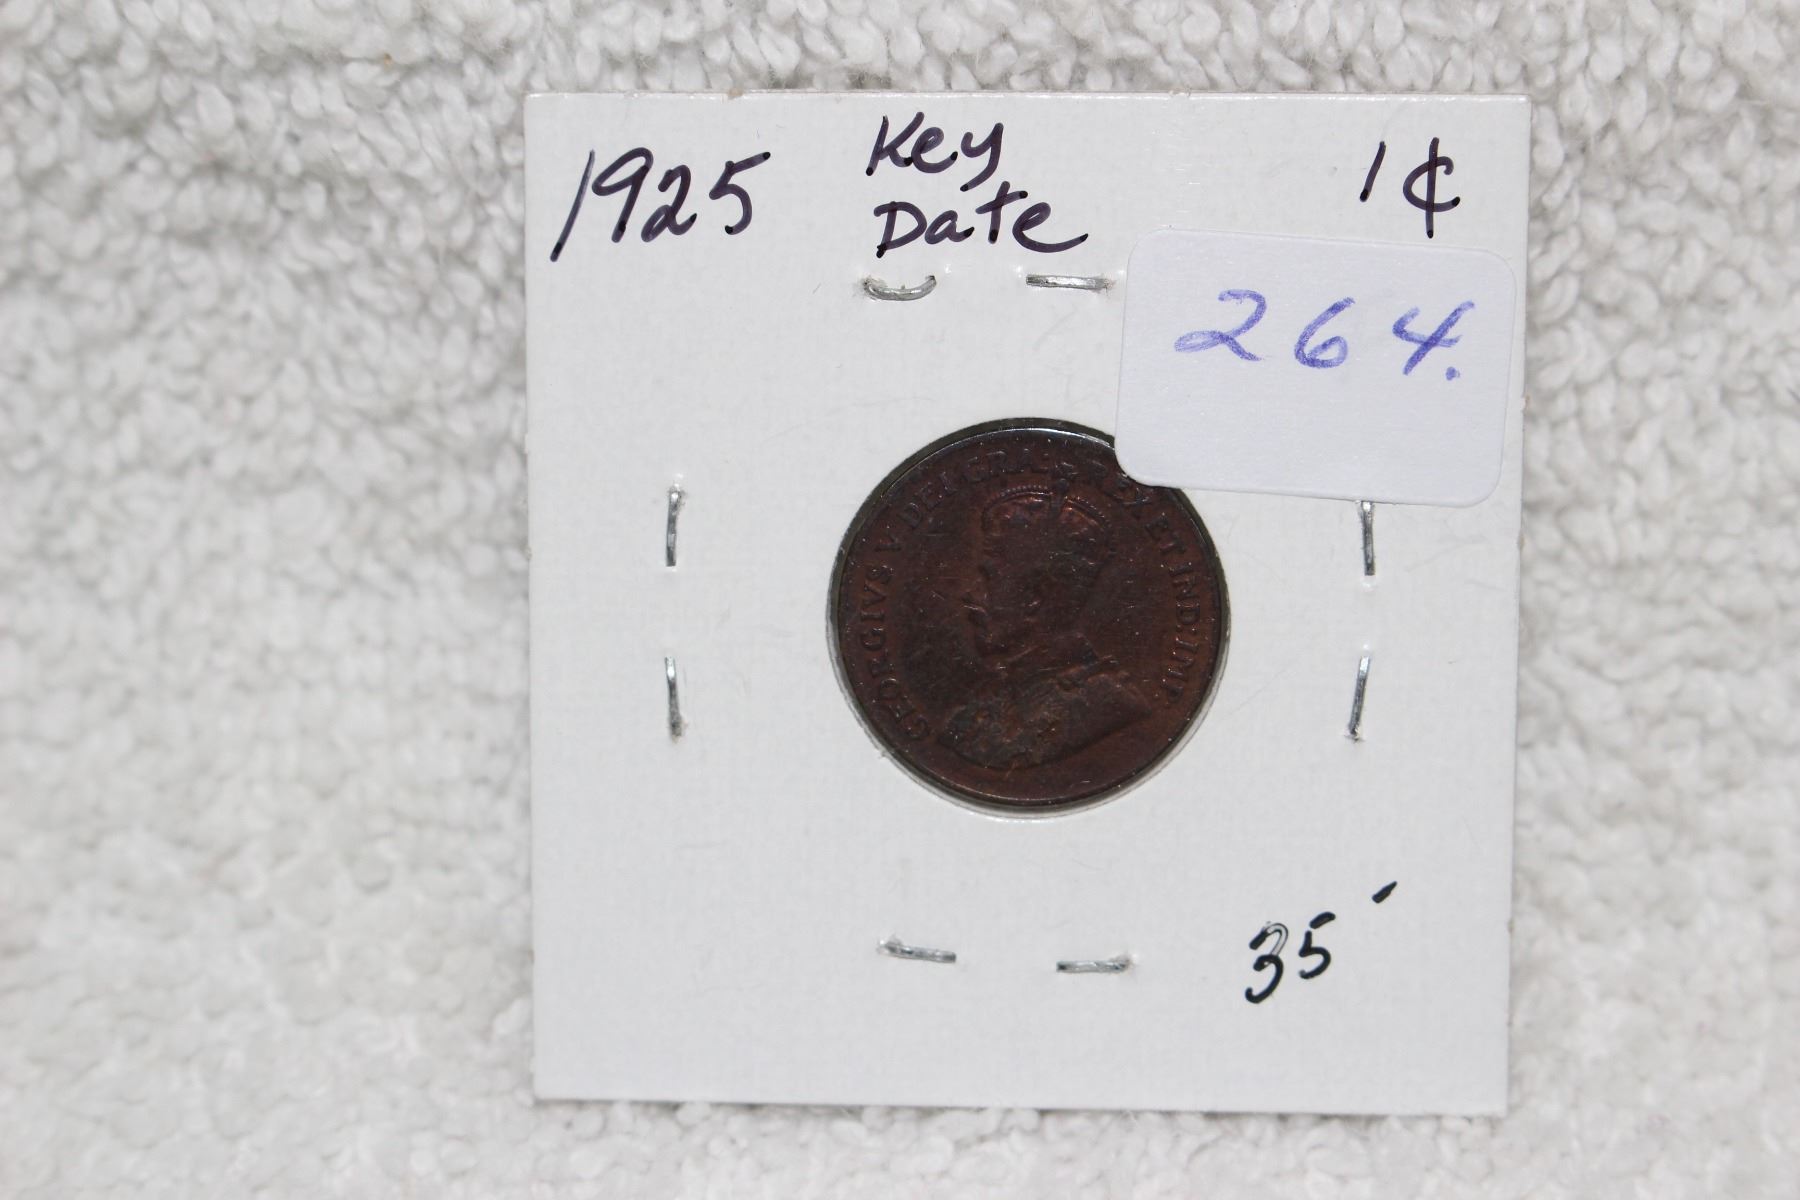 1925 Key Date 1¢
264.
GEORGIVS V DEI GRA: REX ET IND: IMP:
35